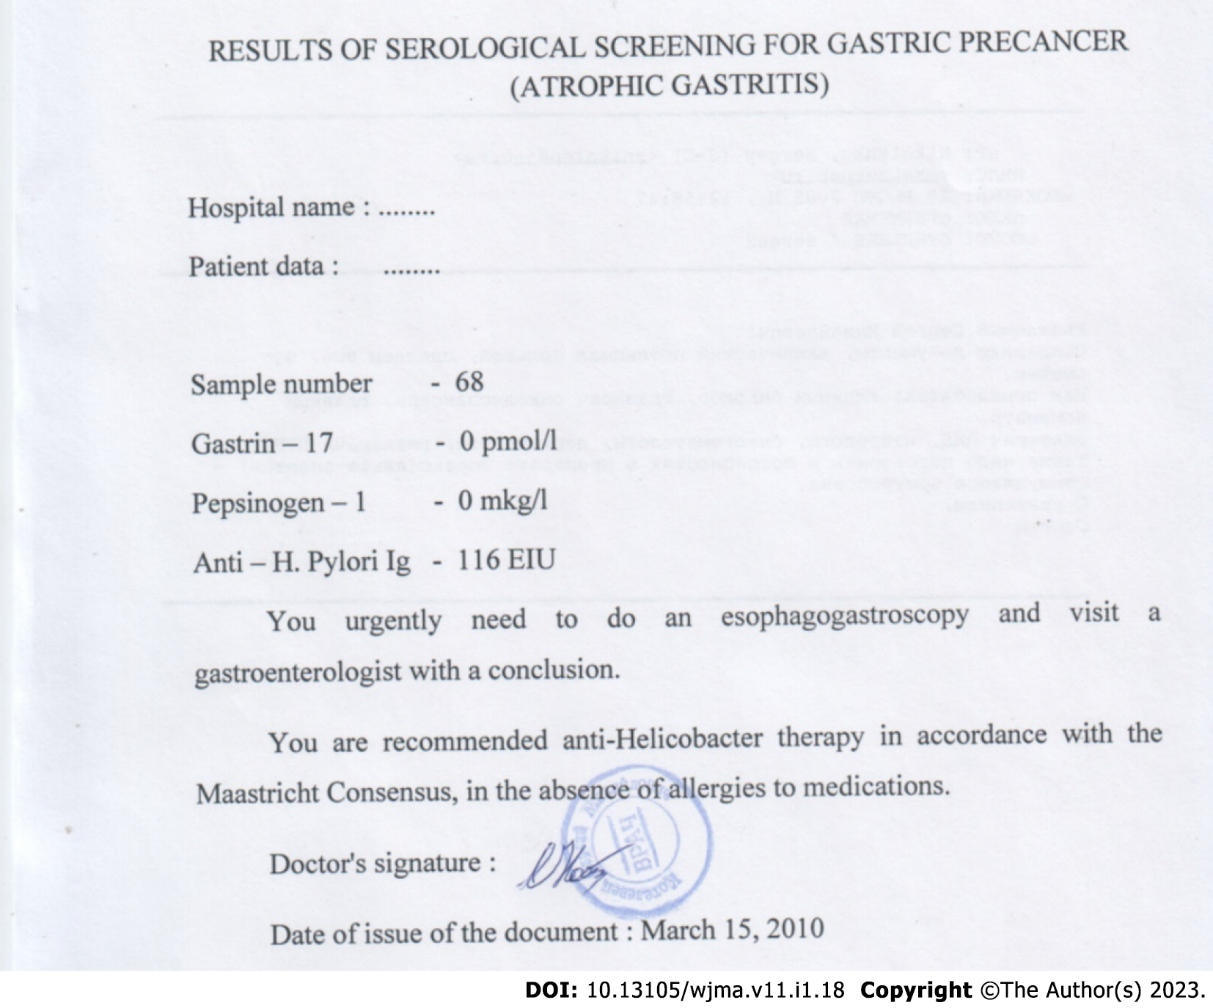 RESULTS OF SEROLOGICAL SCREENING FOR GASTRIC PRECANCER
(ATROPHIC GASTRITIS)
Hospital name : ........
Patient data : ........
Sample number - 68
Gastrin – 17 - 0 pmol/l
Pepsinogen – 1 - 0 mkg/l
Anti – H. Pylori Ig - 116 EIU
You urgently need to do an esophagogastroscopy and visit a
gastroenterologist with a conclusion.
You are recommended anti-Helicobacter therapy in accordance with the
Maastricht Consensus, in the absence of allergies to medications.
Doctor's signature :
ВРАЧ
Date of issue of the document : March 15, 2010
DOI: 10.13105/wjma.v11.i1.18 Copyright ©The Author(s) 2023.